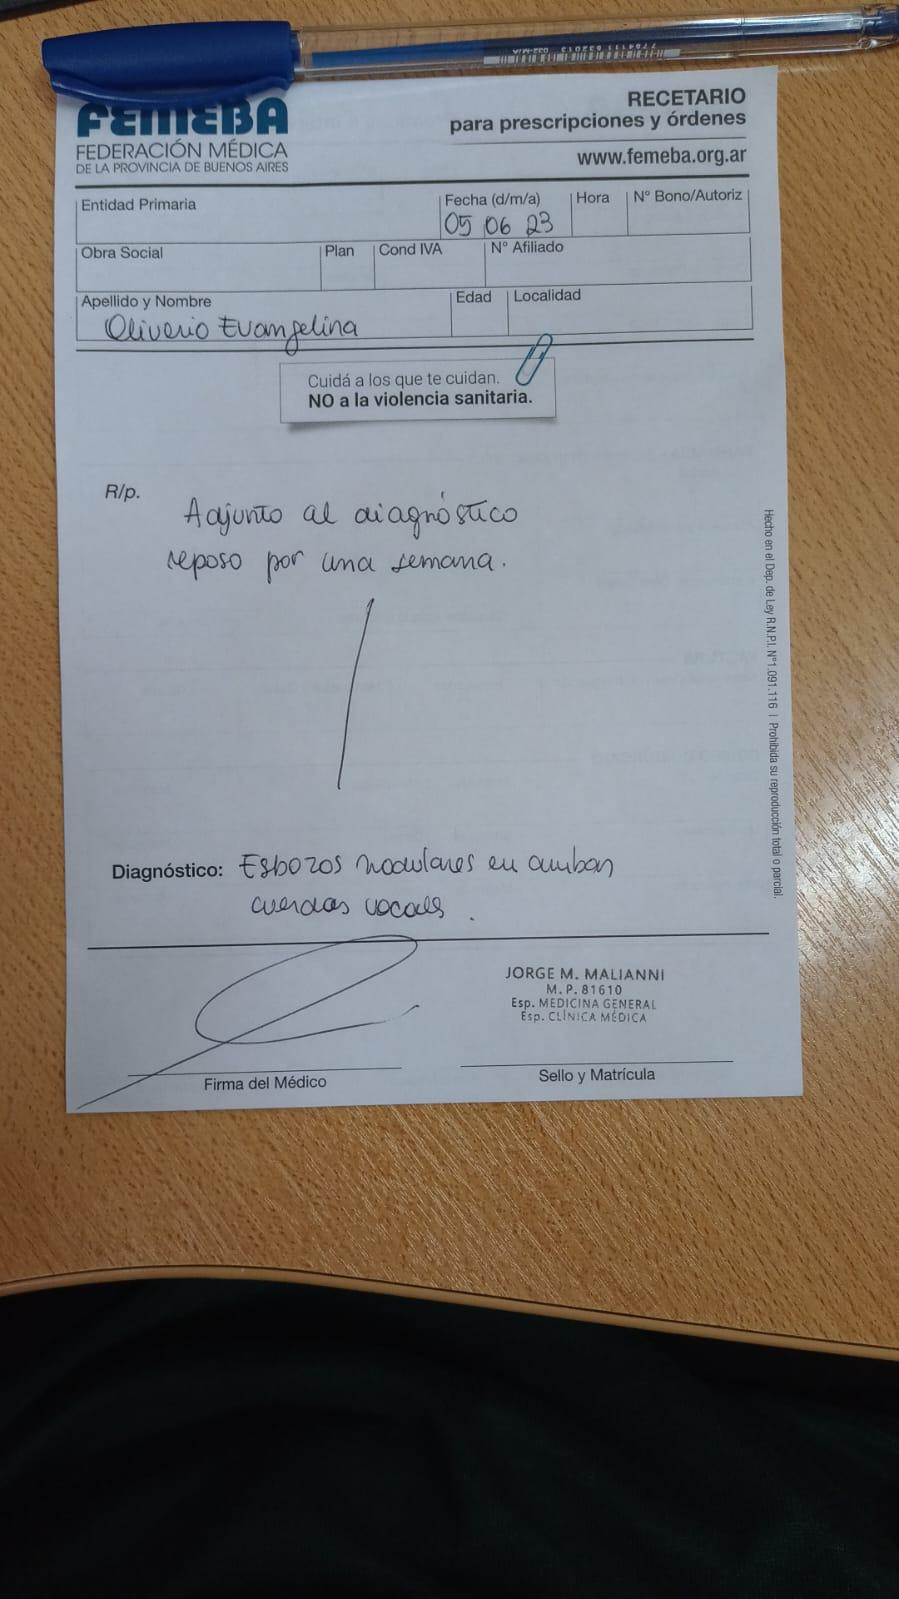 FEMEBA
FEDERACIÓN MÉDICA
DE LA PROVINCIA DE BUENOS AIRES
RECETARIO
para prescripciones y órdenes
www.femeba.org.ar
Entidad Primaria
Fecha (d/m/a)
05 06 23
Hora
N° Bono/Autoriz
Obra Social
Plan
Cond IVA
N° Afiliado
Apellido y Nombre
Oliverio Evangelina
Edad
Localidad
Cuidá a los que te cuidan.
NO a la violencia sanitaria.
R/p.
Adjunto al diagnóstico
reposo por una semana.
Diagnóstico: Esbozos nodulares en ambas
cuerdas vocales.
JORGE M. MALIANNI
M. P. 81610
Esp. MEDICINA GENERAL
Esp. CLÍNICA MÉDICA
Firma del Médico
Sello y Matrícula
Hecho en el Dep. de Ley R.N.P.I. N°1.091.116 | Prohibida su reproducción total o parcial.